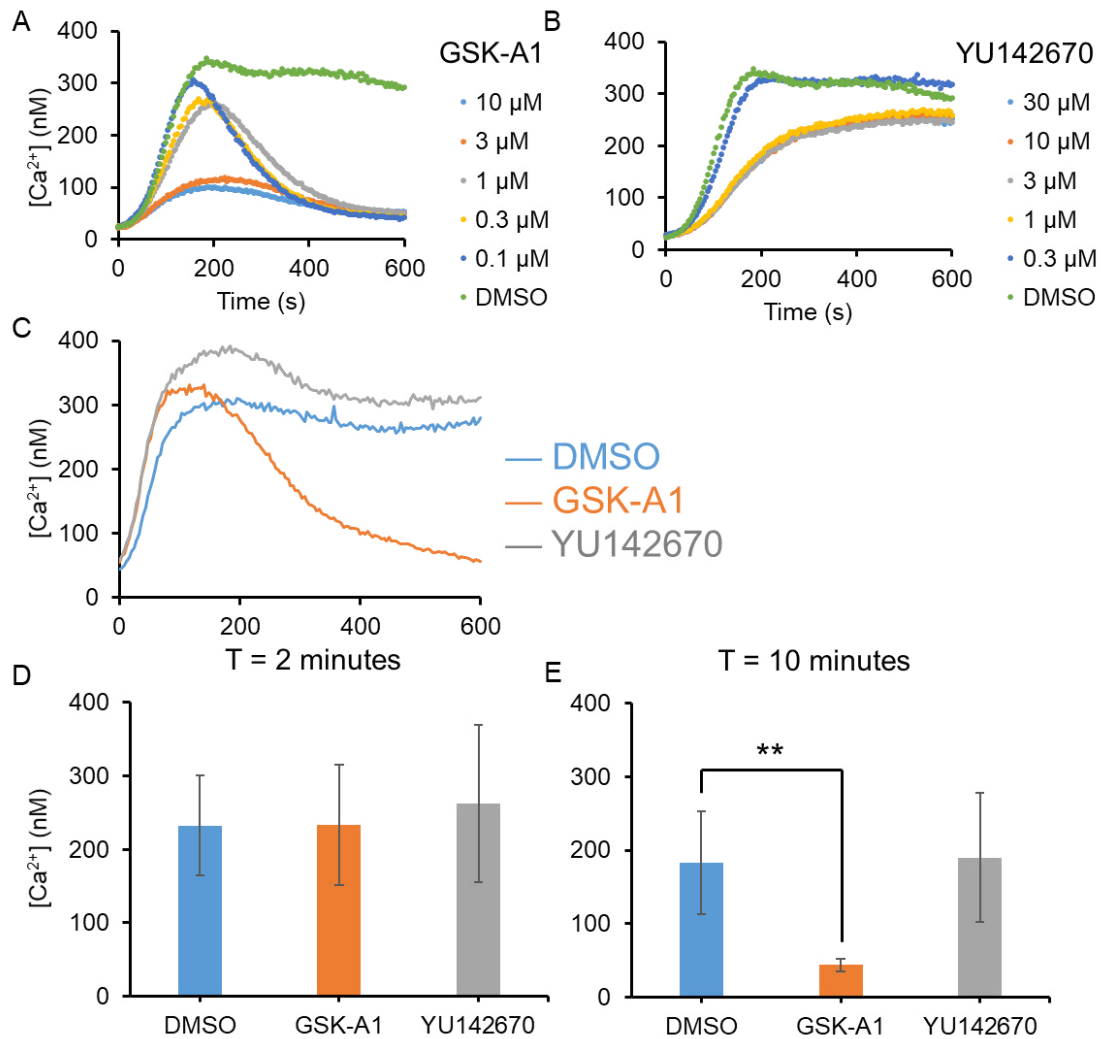 A
GSK-A1
400
300
200
100
0
[Ca²⁺] (nM)
0
200
400
600
Time (s)
10 µM
3 µM
1 µM
0.3 µM
0.1 µM
DMSO
B
YU142670
400
300
200
100
0
0
200
400
600
Time (s)
30 µM
10 µM
3 µM
1 µM
0.3 µM
DMSO
C
400
300
200
100
0
[Ca²⁺] (nM)
0
200
400
600
DMSO
GSK-A1
YU142670
D
T = 2 minutes
400
300
200
100
0
[Ca²⁺] (nM)
DMSO
GSK-A1
YU142670
E
T = 10 minutes
400
300
200
100
0
**
DMSO
GSK-A1
YU142670